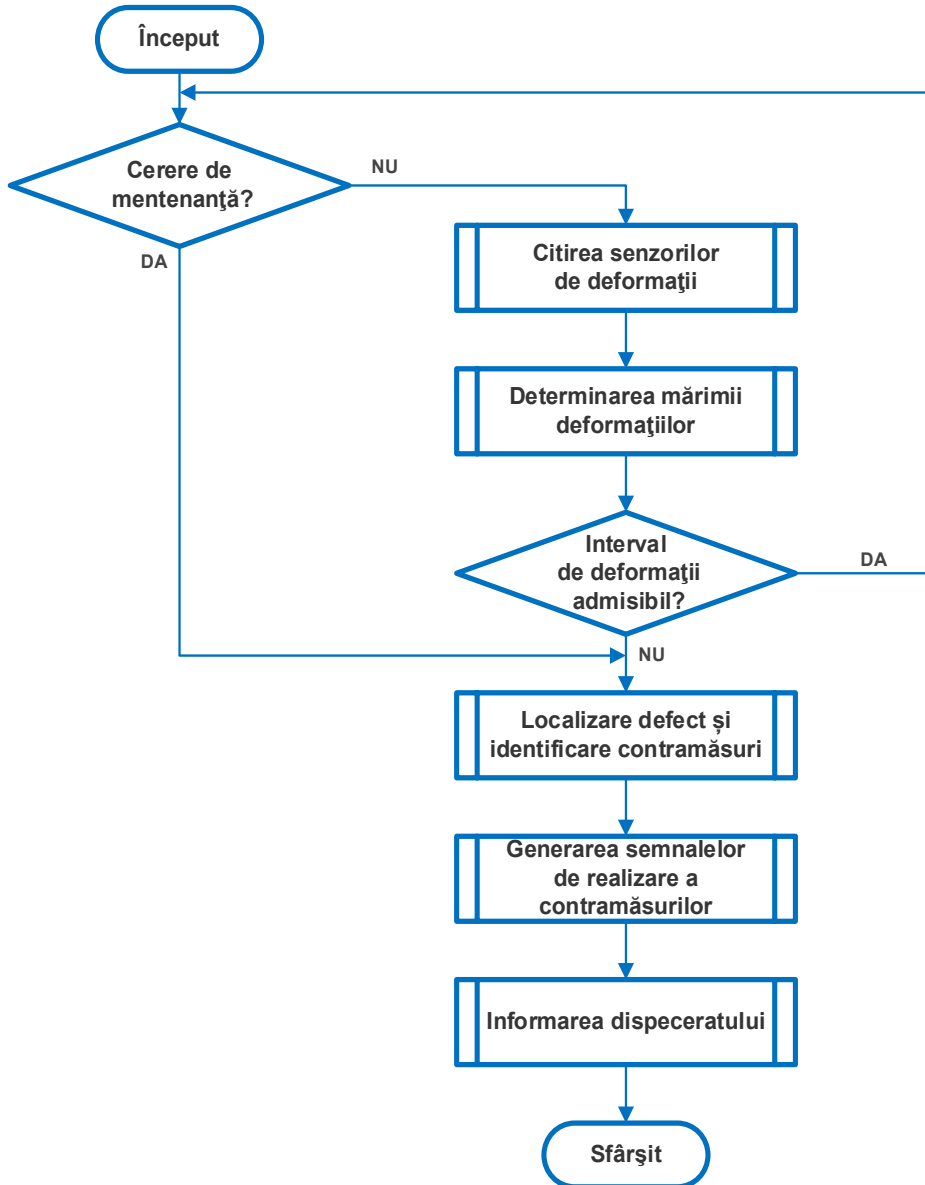 Început
Cerere de
mentenanţă?
NU
DA
Citirea senzorilor
de deformaţii
Determinarea mărimii
deformaţiilor
Interval
de deformaţii
admisibil?
DA
NU
Localizare defect și
identificare contramăsuri
Generarea semnalelor
de realizare a
contramăsurilor
Informarea dispeceratului
Sfârşit